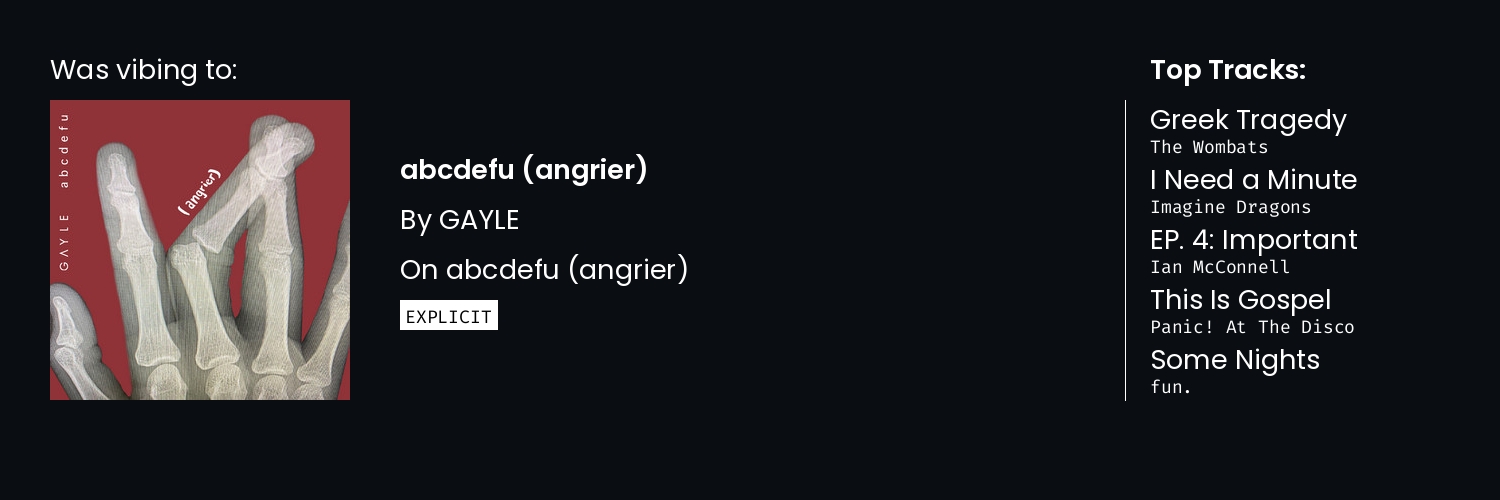 Was vibing to:
abcdefu
GAYLE
(angrier)
abcdefu (angrier)
By GAYLE
On abcdefu (angrier)
EXPLICIT
Top Tracks:
Greek Tragedy
The Wombats
I Need a Minute
Imagine Dragons
EP. 4: Important
Ian McConnell
This Is Gospel
Panic! At The Disco
Some Nights
fun.